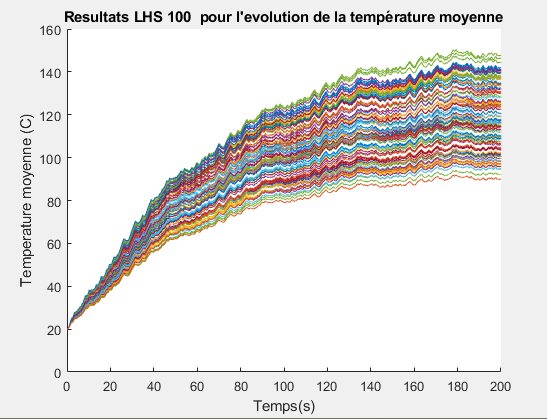 Resultats LHS 100  pour l'evolution de la température moyenne
160
140
120
100
80
60
40
20
0
Temperature moyenne (C)
0 20 40 60 80 100 120 140 160 180 200
Temps(s)